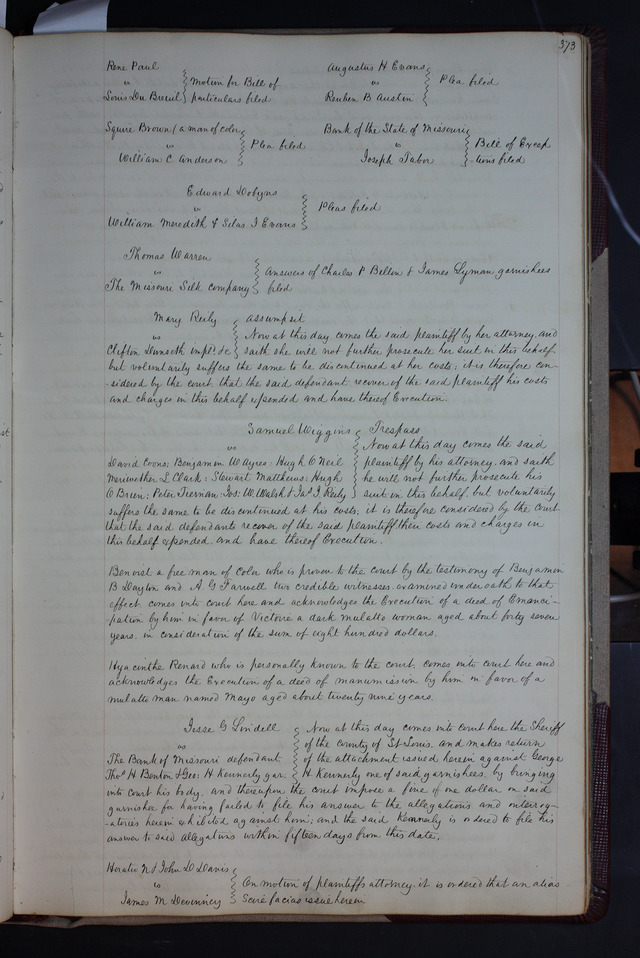 373
Rene Paul
vs
Louis Du Breuil
Motion for Bill of
particulars filed
Augustus H Evans
vs
Reuben B Austin
Plea filed
Squire Brown (a man of color
vs
William C Anderson
Plea filed
Bank of the State of Missouri
vs
Joseph Tabor
Bill of Excep
tions filed
Edward Dobyns
vs
William Meredith & Silas J Evans
Pleas filed
Thomas Warren
vs
The Missouri Silk Company
Answers of Charles P Billon & James Lyman garnishees
filed
Mary Reily
vs
Clifton Dunseth impd. &c
assumpsit
Now at this day comes the said plaintiff by her attorney, and
saith she will not further prosecute her suit in this behalf,
but voluntarily suffers the same to be discontinued at her costs; it is therefore con-
sidered by the court, that the said defendant recover of the said plaintiff his costs
and charges in this behalf expended and have thereof Execution.
Samuel Wiggins
vs
David Coons; Benjamin W Ayres; Hugh O Neil
Meriwether L Clark; Stewart Matthews; Hugh
O Brien; Peter Tiernan; Jos: W. Walsh & Jas J Reily
Trespass
Now at this day comes the said
plaintiff by his attorney, and saith
he will not further prosecute his
suit in this behalf, but voluntarily
suffers the same to be discontinued at his costs; it is therefore considered by the court,
that the said defendants recover of the said plaintiff their costs and charges in
this behalf expended, and have thereof Execution.
Benoist a free man of Color who is proven to the court by the testimony of Benjamin
B Dayton and A. G Farwell two credible witnesses, examined under oath to that
effect, comes into court here, and acknowledges the Execution of a deed of Emanci-
pation by him in favor of Victoire a dark mulatto woman aged about forty seven
years, in consideration of the sum of eight hundred dollars.
Hyacinthe Renard who is personally known to the court, comes into court here and
acknowledges the Execution of a deed of manumission by him in favor of a
mulatto man named Mayo aged about twenty nine years.
Jesse G Lindell
vs
The Bank of Missouri defendant
Thos H Benton & Geo: H Kennerly gar.
Now at this day comes into court here the Sheriff
of the county of St Louis, and makes return
of the attachment issued herein against George
H Kennerly one of said garnishees, by bringing
into court his body, and thereupon the court impose a fine of one dollar on said
garnishee for having failed to file his answer to the allegations and interrog-
-atories herein exhibited against him; and the said Kennerly is ordered to file his
answer to said allegations within fifteen days from this date.
Horatio N & John D Davis
vs
James M Devinney
On motion of plaintiffs attorney, it is ordered that an alias
Scire facias issue herein